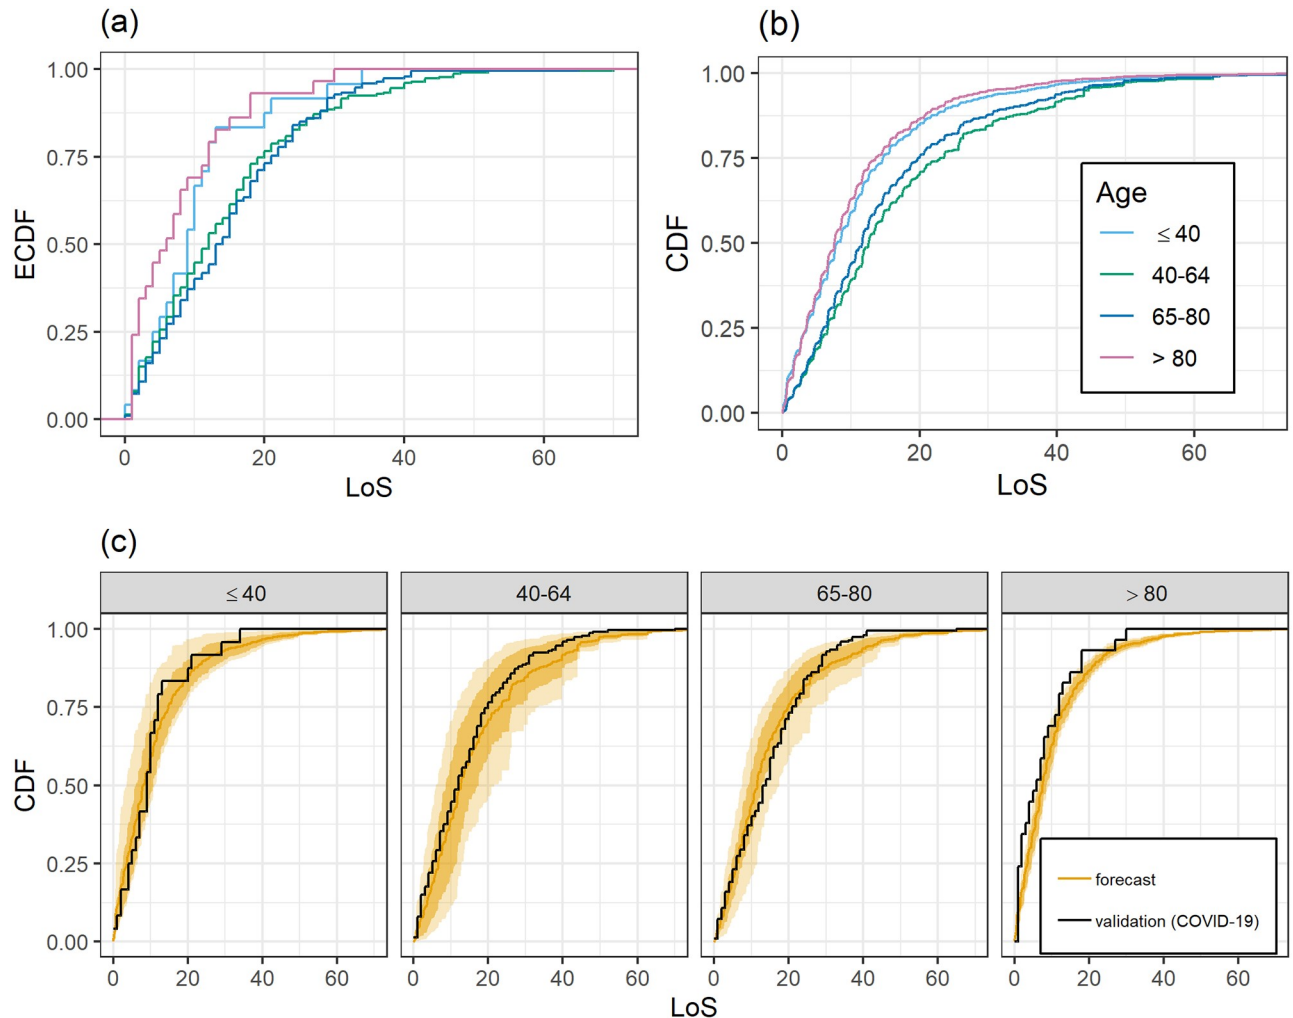 (a)
1.00
0.75
0.50
0.25
0.00
ECDF
0 20 40 60
LoS
(b)
1.00
0.75
0.50
0.25
0.00
CDF
Age
≤ 40
40-64
65-80
> 80
0 20 40 60
LoS
(c)
≤ 40 40-64 65-80 > 80
1.00
0.75
0.50
0.25
0.00
CDF
forecast
validation (COVID-19)
0 20 40 60 0 20 40 60 0 20 40 60 0 20 40 60
LoS